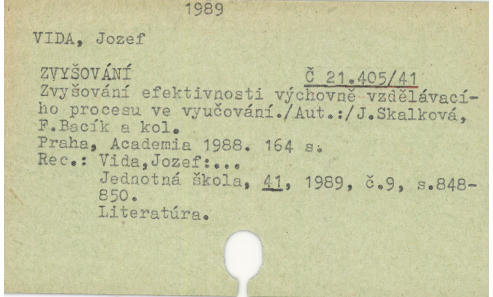 1989
VIDA, Jozef
ZVYŠOVÁNÍ Č 21.405/41
Zvyšování efektivnosti výchovně vzdělávací-
ho procesu ve vyučování./Aut.:/J.Skalková,
F.Bacík a kol.
Praha, Academia 1988. 164 s.
Rec.: Vida,Jozef:...
Jednotná škola, 41, 1989, č.9, s.848-
850.
Literatúra.